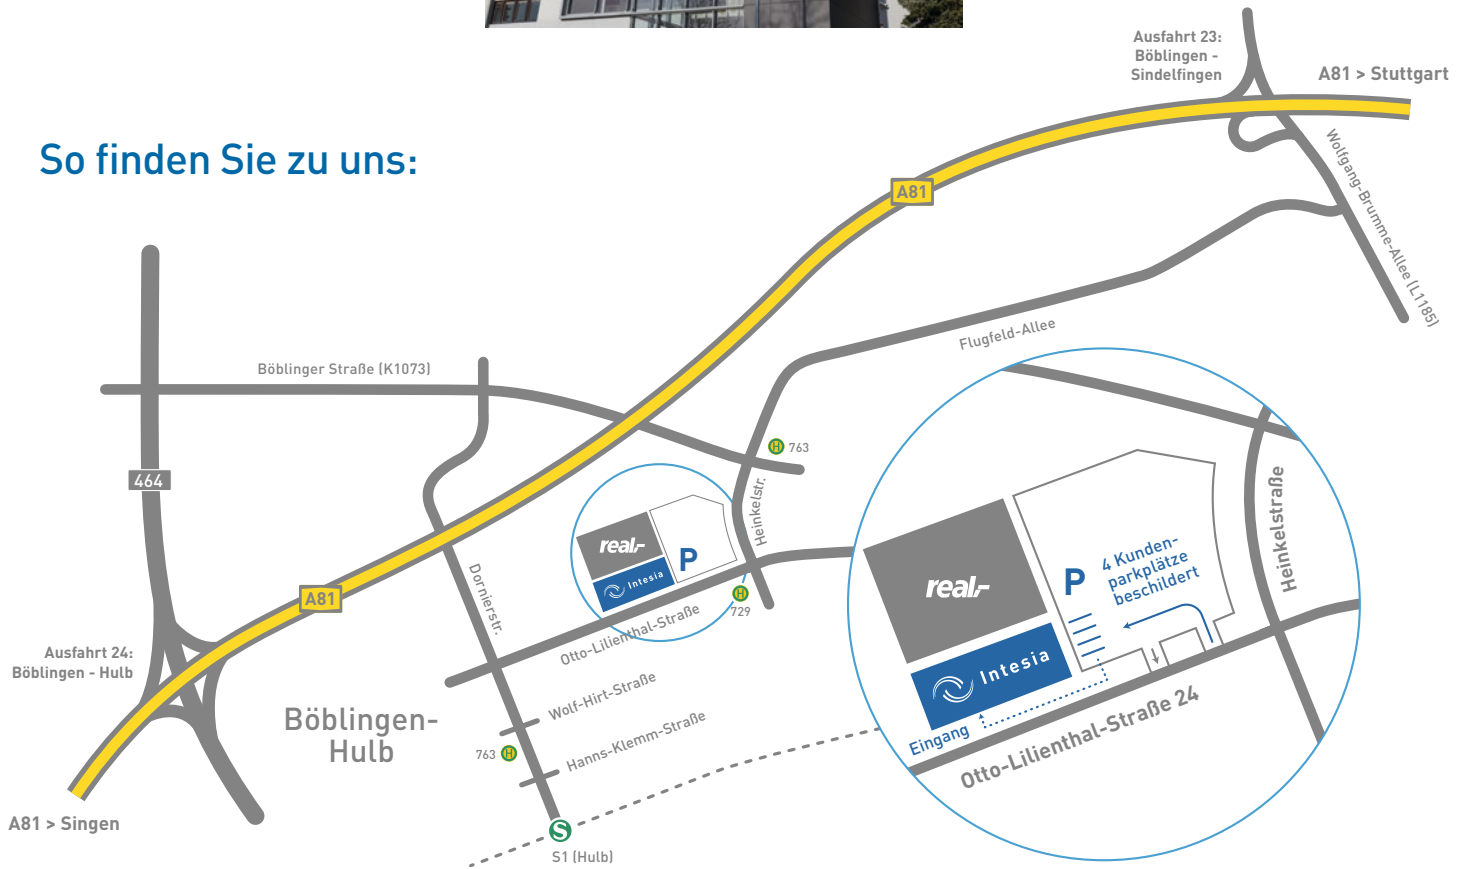 Ausfahrt 23:
Böblingen -
Sindelfingen
A81 > Stuttgart
So finden Sie zu uns:
A81
Wolfgang-Brumme-Allee (L1185)
Flugfeld-Allee
Böblinger Straße (K1073)
H 763
464
Heinkelstr.
real,-
P
Intesia
Dornierstr.
A81
H
729
Otto-Lilienthal-Straße
Ausfahrt 24:
Böblingen - Hulb
Wolf-Hirt-Straße
Böblingen-
Hulb
Hanns-Klemm-Straße
763 H
A81 > Singen
S
S1 (Hulb)
Heinkelstraße
real,-
P
4 Kunden-
parkplätze
beschildert
Intesia
Eingang
Otto-Lilienthal-Straße 24